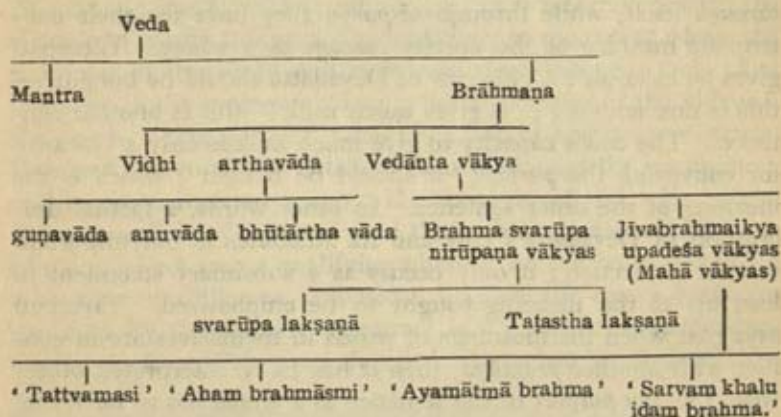 Veda
Mantra Brāhmaṇa
Vidhi arthavāda Vedānta vākya
guṇavāda anuvāda bhūtārtha vāda Brahma svarūpa Jīvabrahmaikya
nirūpaṇa vākyas upadeśa vākyas
(Mahā vākyas)
svarūpa lakṣaṇā Taṭastha lakṣaṇā
‘ Tattvamasi ’ ‘ Aham brahmāsmi ’ ‘ Ayamātmā brahma ’ ‘ Sarvam khalu
idam brahma.’